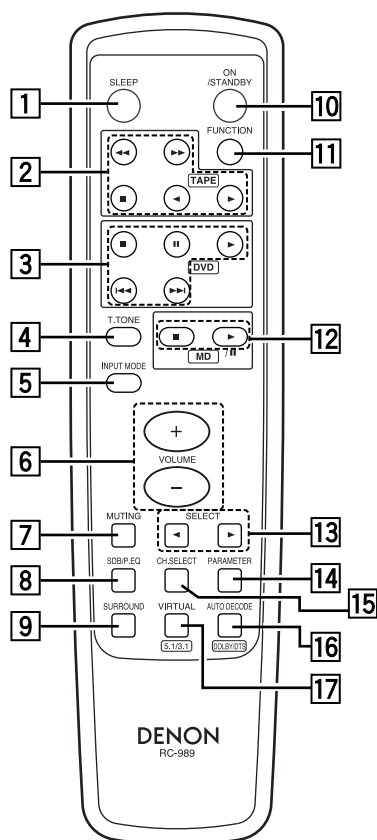 ON
/STANDBY
SLEEP
1
10
FUNCTION
11
2
TAPE
3
DVD
T.TONE
4
12
MD
/II
INPUT MODE
5
6
+
VOLUME
−
MUTING
SELECT
7
13
SDB/P.EQ
CH.SELECT
PARAMETER
8
14
15
SURROUND
VIRTUAL
AUTO DECODE
9
16
5.1/3.1
DOLBY/DTS
17
DENON
RC-989